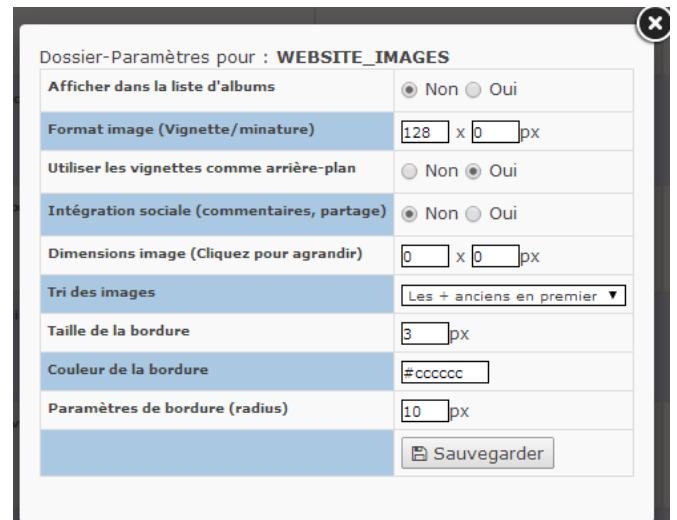 Dossier-Paramètres pour : WEBSITE_IMAGES
Afficher dans la liste d'albums Non Oui
Format image (Vignette/minature) 128 x 0 px
Utiliser les vignettes comme arrière-plan Non Oui
Intégration sociale (commentaires, partage) Non Oui
Dimensions image (Cliquez pour agrandir) 0 x 0 px
Tri des images Les + anciens en premier
Taille de la bordure 3 px
Couleur de la bordure #cccccc
Paramètres de bordure (radius) 10 px
Sauvegarder